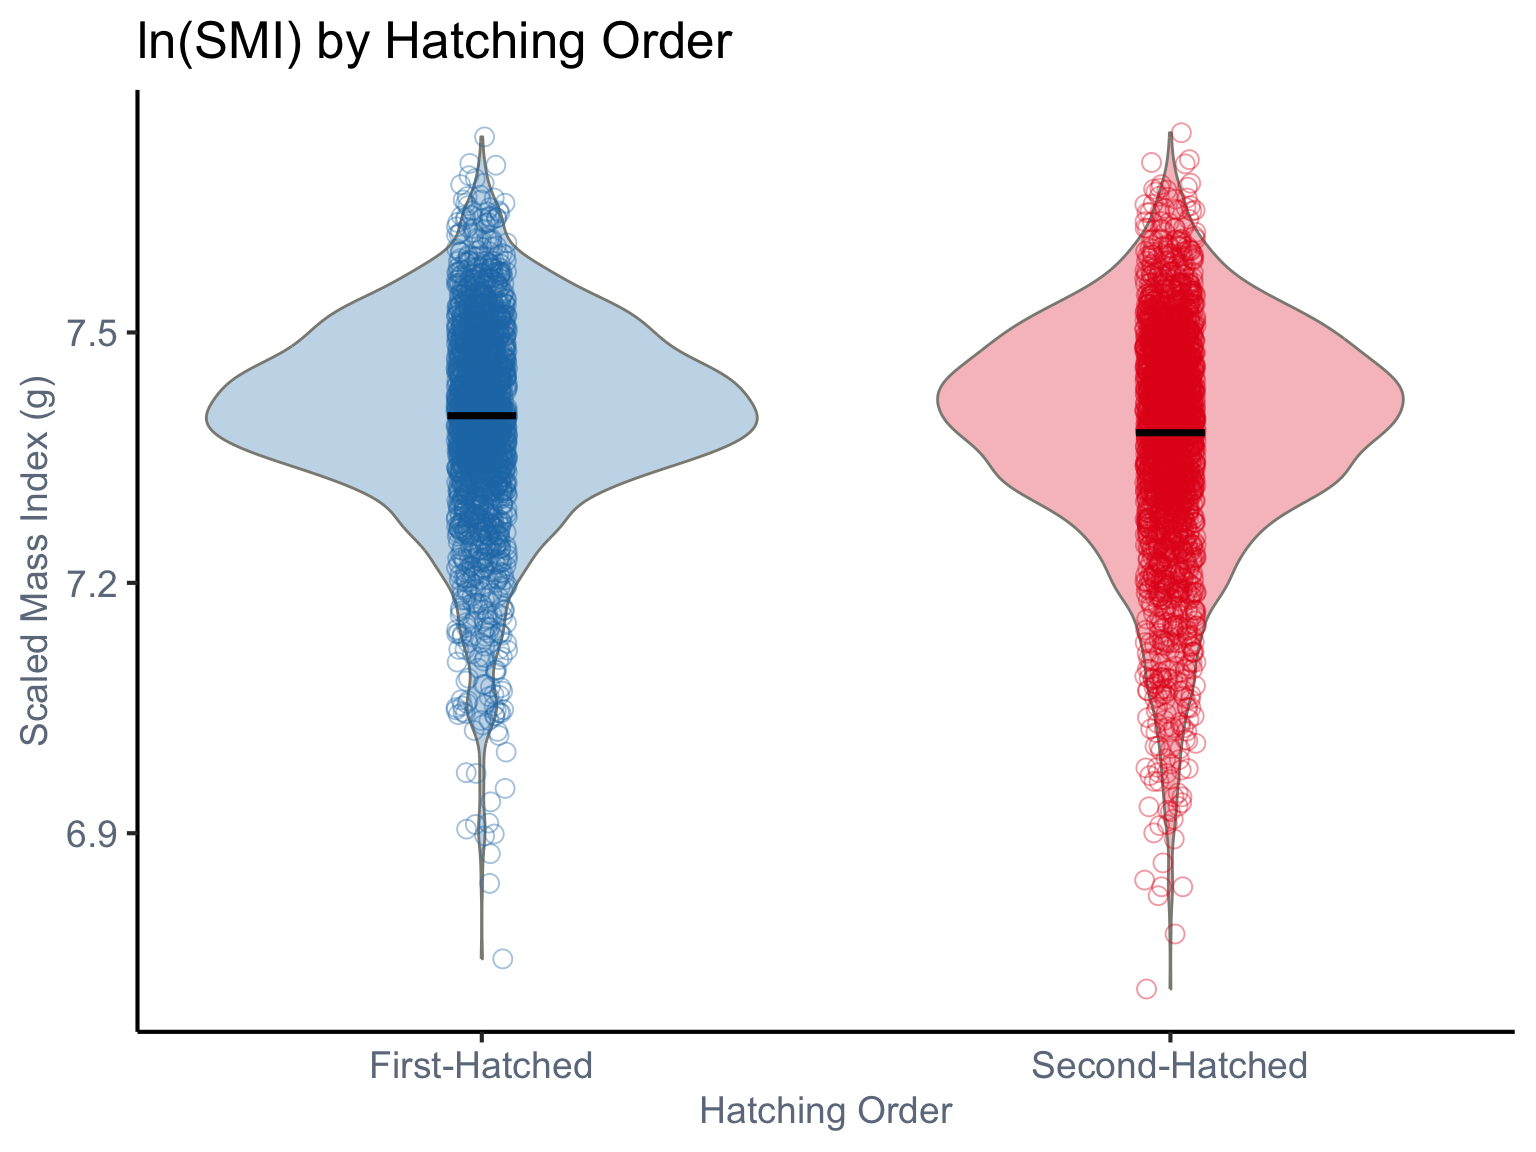 ln(SMI) by Hatching Order
Scaled Mass Index (g)
7.5
7.2
6.9
First-Hatched
Second-Hatched
Hatching Order